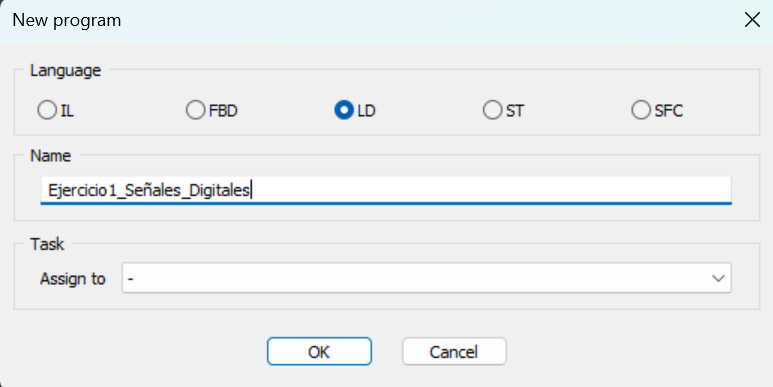 New program
Language
IL FBD LD ST SFC
Name
Ejercicio1_Señales_Digitales
Task
Assign to -
OK Cancel